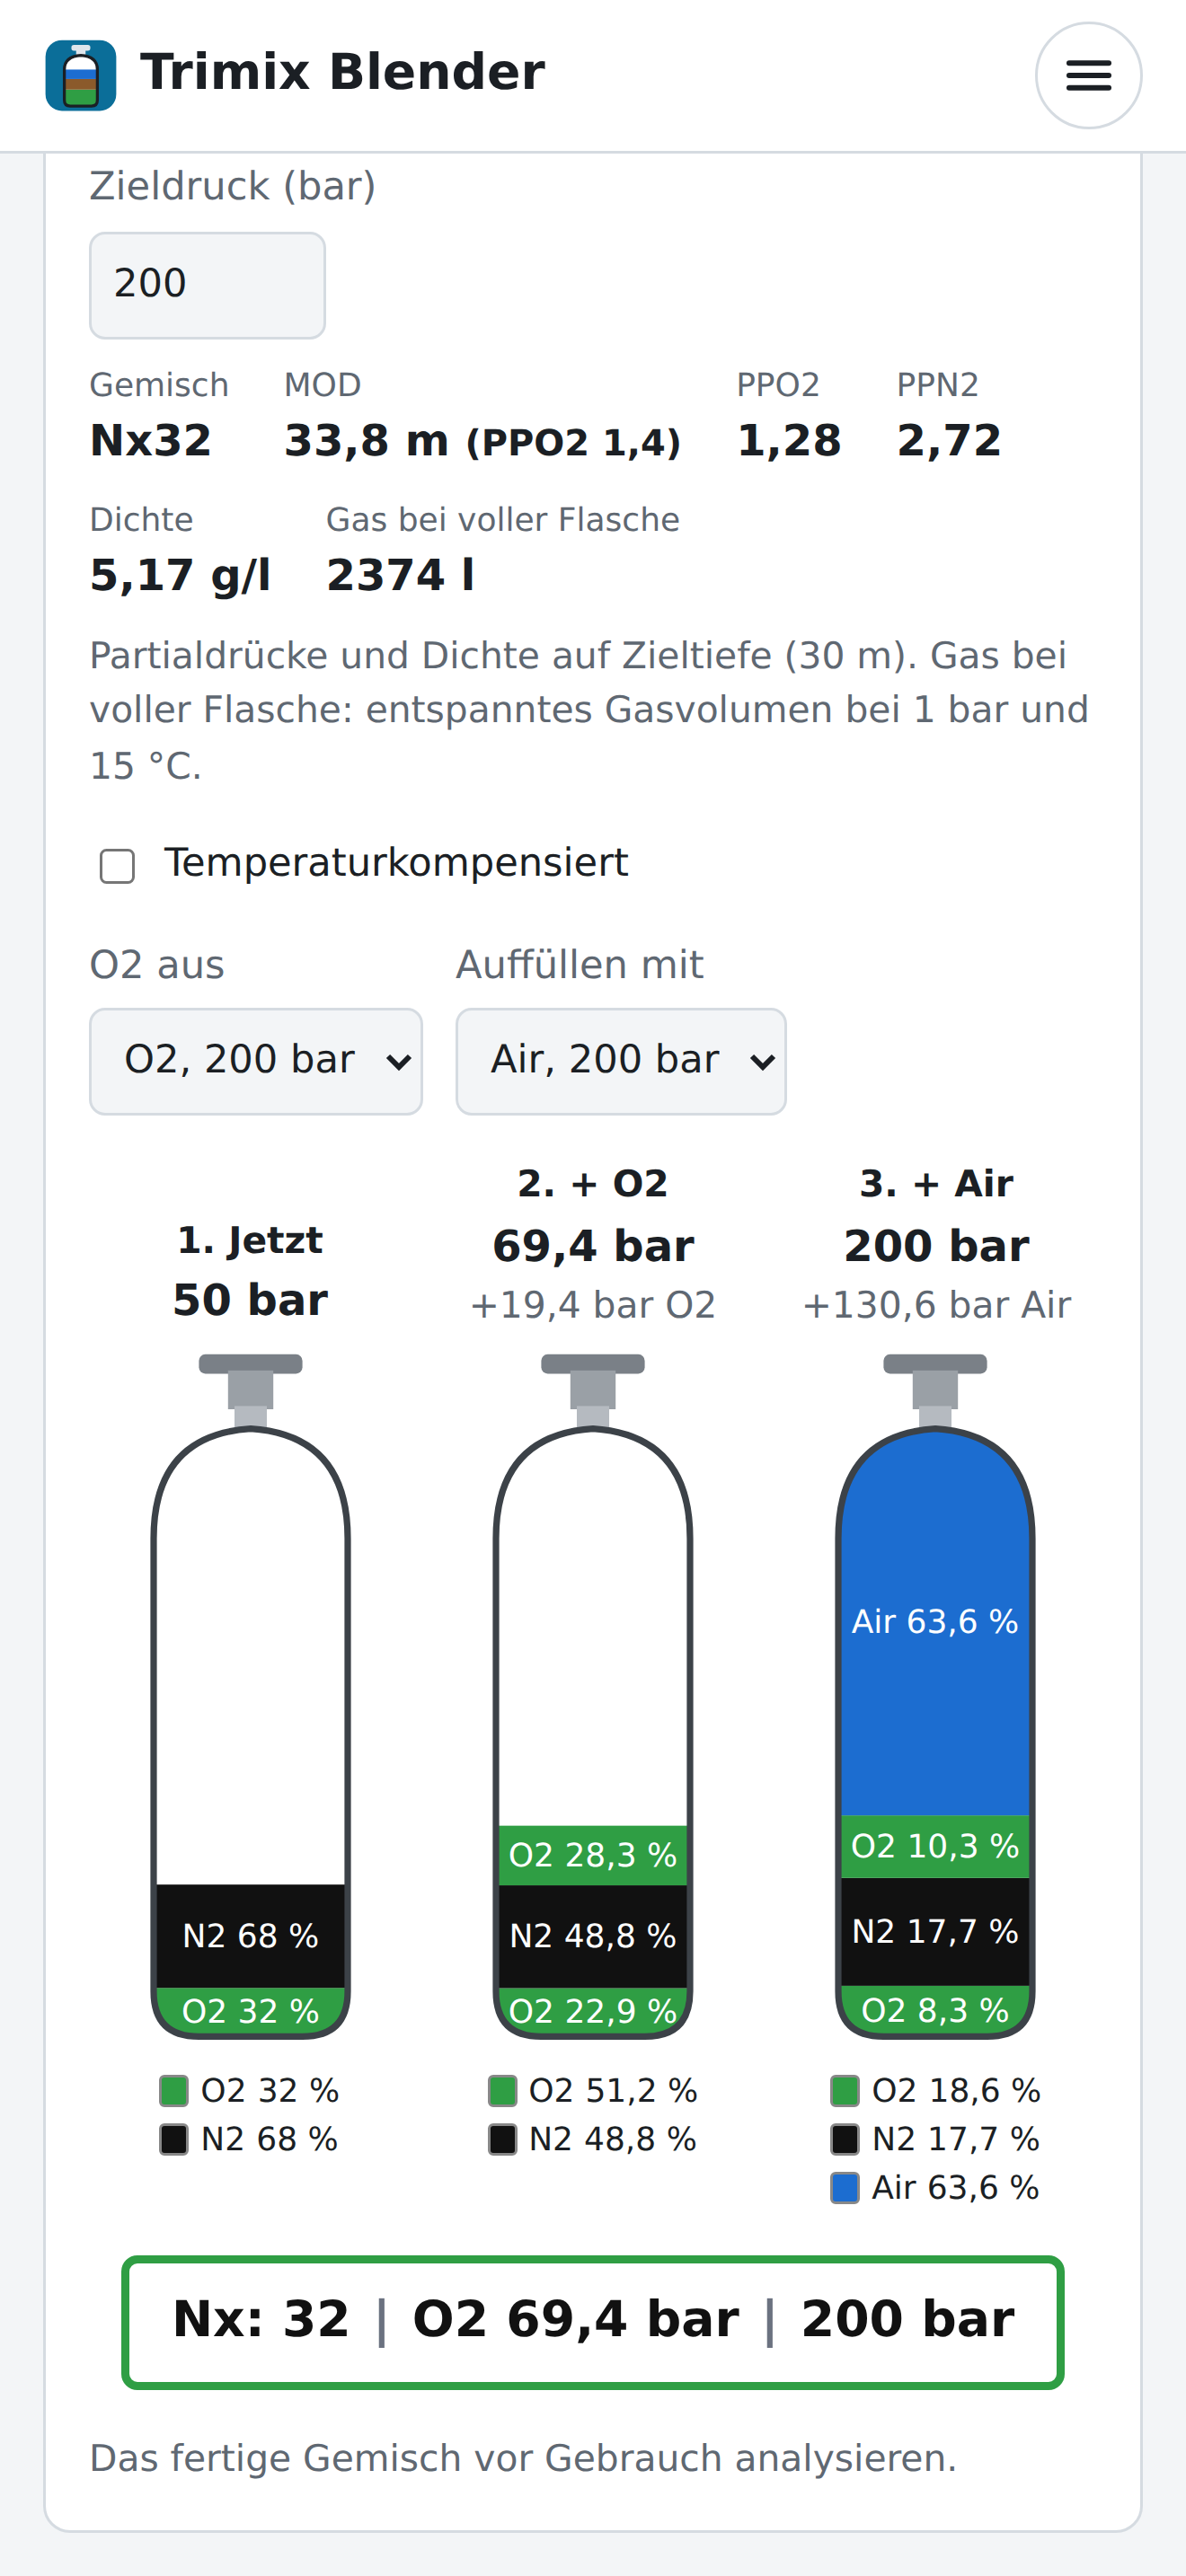 Trimix Blender
Zieldruck (bar)
200
Gemisch MOD PPO2 PPN2
Nx32 33,8 m (PPO2 1,4) 1,28 2,72
Dichte Gas bei voller Flasche
5,17 g/l 2374 l
Partialdrücke und Dichte auf Zieltiefe (30 m). Gas bei
voller Flasche: entspanntes Gasvolumen bei 1 bar und
15 °C.
Temperaturkompensiert
O2 aus Auffüllen mit
O2, 200 bar Air, 200 bar
1. Jetzt
50 bar
N2 68 %
O2 32 %
O2 32 %
N2 68 %
2. + O2
69,4 bar
+19,4 bar O2
O2 28,3 %
N2 48,8 %
O2 22,9 %
O2 51,2 %
N2 48,8 %
3. + Air
200 bar
+130,6 bar Air
Air 63,6 %
O2 10,3 %
N2 17,7 %
O2 8,3 %
O2 18,6 %
N2 17,7 %
Air 63,6 %
Nx: 32 | O2 69,4 bar | 200 bar
Das fertige Gemisch vor Gebrauch analysieren.